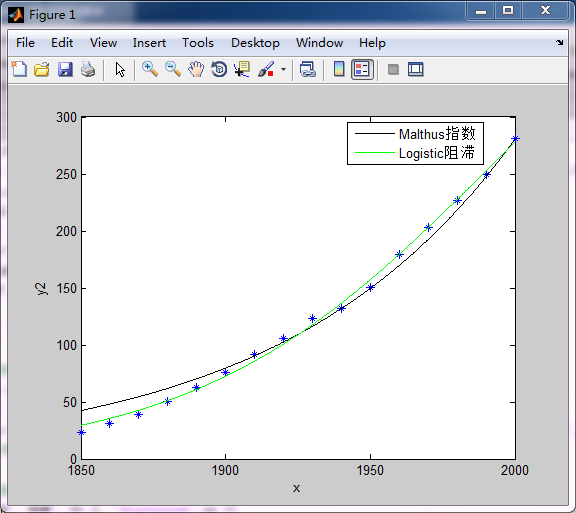 Figure 1
File Edit View Insert Tools Desktop Window Help
Malthus指数
Logistic阻滞
300
250
200
150
100
50
0
y2
1850 1900 1950 2000
x